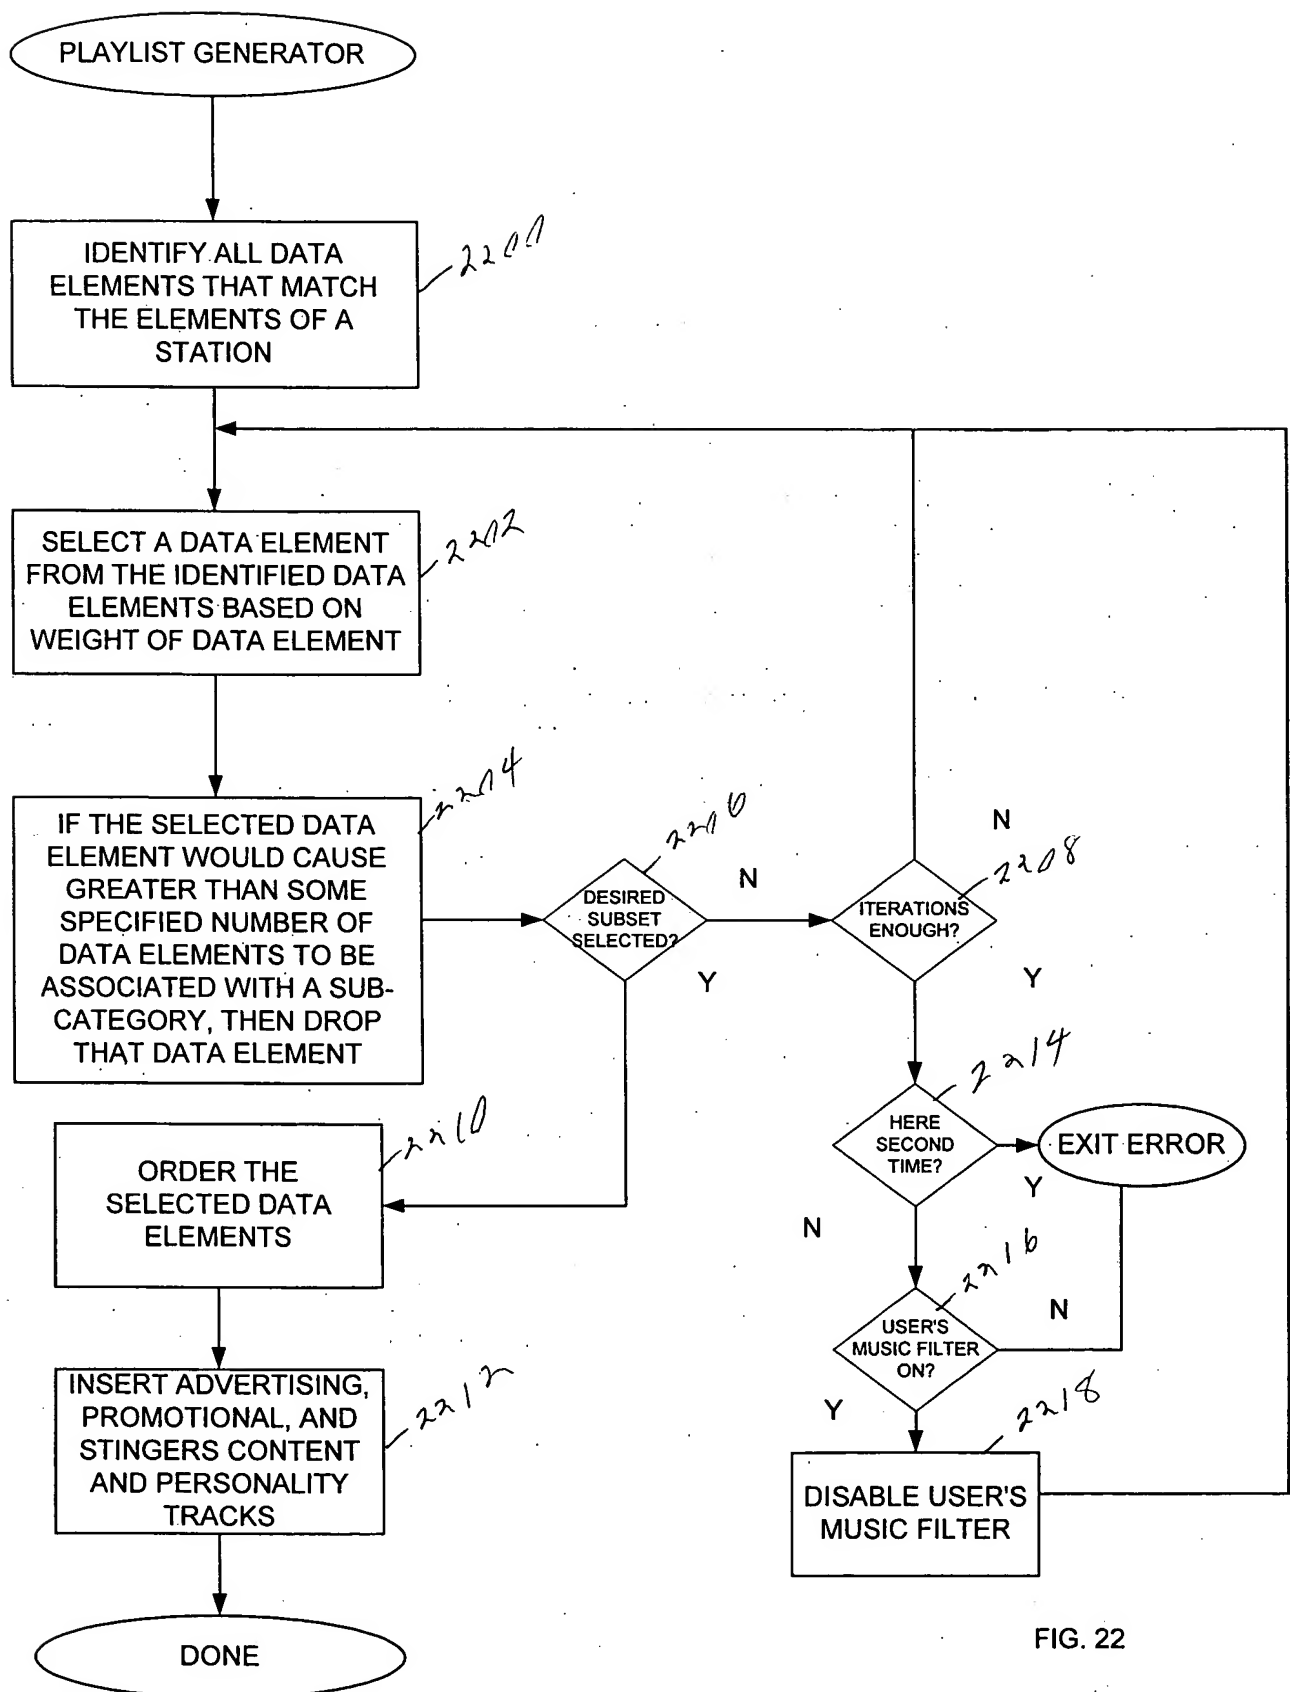 PLAYLIST GENERATOR
IDENTIFY ALL DATA
ELEMENTS THAT MATCH
THE ELEMENTS OF A
STATION
2200
SELECT A DATA ELEMENT
FROM THE IDENTIFIED DATA
ELEMENTS BASED ON
WEIGHT OF DATA ELEMENT
2202
IF THE SELECTED DATA
ELEMENT WOULD CAUSE
GREATER THAN SOME
SPECIFIED NUMBER OF
DATA ELEMENTS TO BE
ASSOCIATED WITH A SUB-
CATEGORY, THEN DROP
THAT DATA ELEMENT
2204
DESIRED
SUBSET
SELECTED?
2206
N
Y
ITERATIONS
ENOUGH?
2208
N
Y
ORDER THE
SELECTED DATA
ELEMENTS
2210
HERE
SECOND
TIME?
2214
Y
N
EXIT ERROR
USER'S
MUSIC FILTER
ON?
2216
N
Y
INSERT ADVERTISING,
PROMOTIONAL, AND
STINGERS CONTENT
AND PERSONALITY
TRACKS
2212
DISABLE USER'S
MUSIC FILTER
2218
DONE
FIG. 22